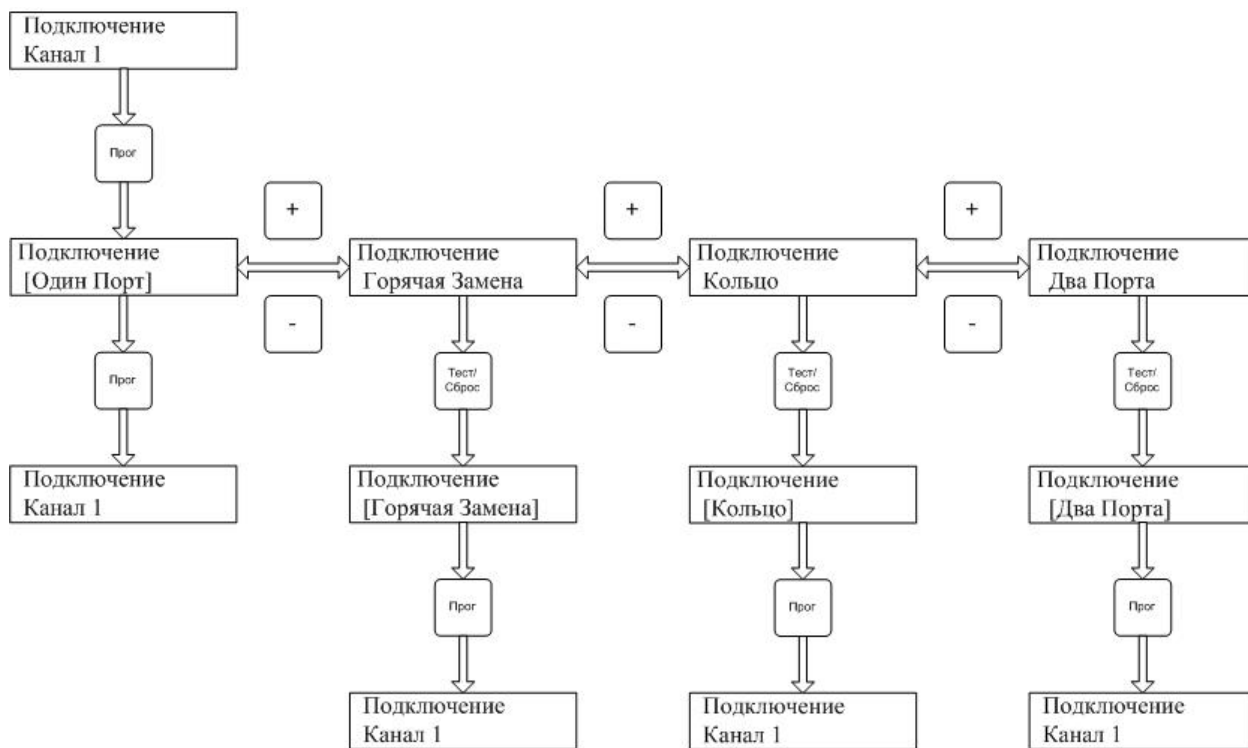 Подключение
Канал 1
Прог
+
+
+
Подключение
[Один Порт]
Подключение
Горячая Замена
Подключение
Кольцо
Подключение
Два Порта
-
-
-
Прог
Тест/
Сброс
Тест/
Сброс
Тест/
Сброс
Подключение
Канал 1
Подключение
[Горячая Замена]
Подключение
[Кольцо]
Подключение
[Два Порта]
Прог
Прог
Прог
Подключение
Канал 1
Подключение
Канал 1
Подключение
Канал 1